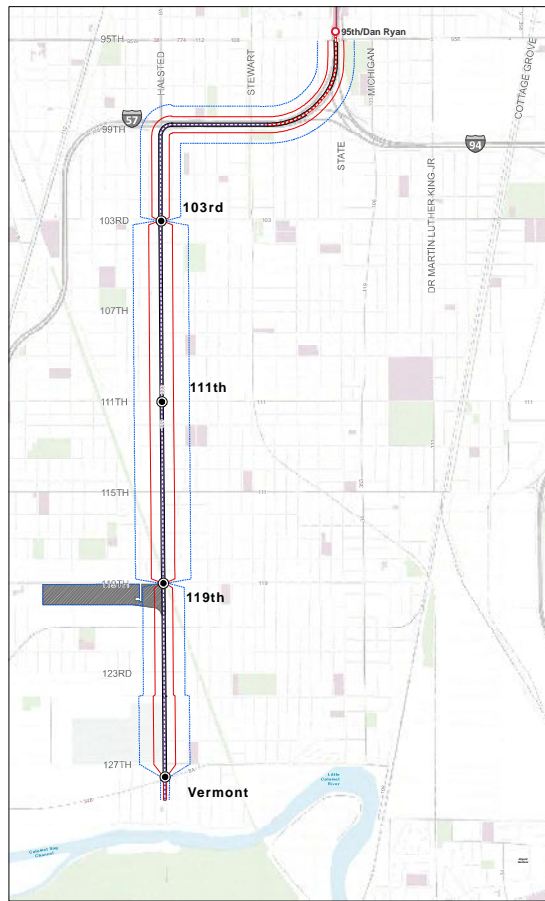 95th/Dan Ryan
95TH
HALSTED
STEWART
MICHIGAN
COTTAGE GROVE
57
99TH
94
STATE
DR MARTIN LUTHER KING JR
103rd
103RD
107TH
111th
111TH
115TH
119TH
119th
123RD
127TH
Vermont
Little
Calumet
River
Calumet Sag
Channel